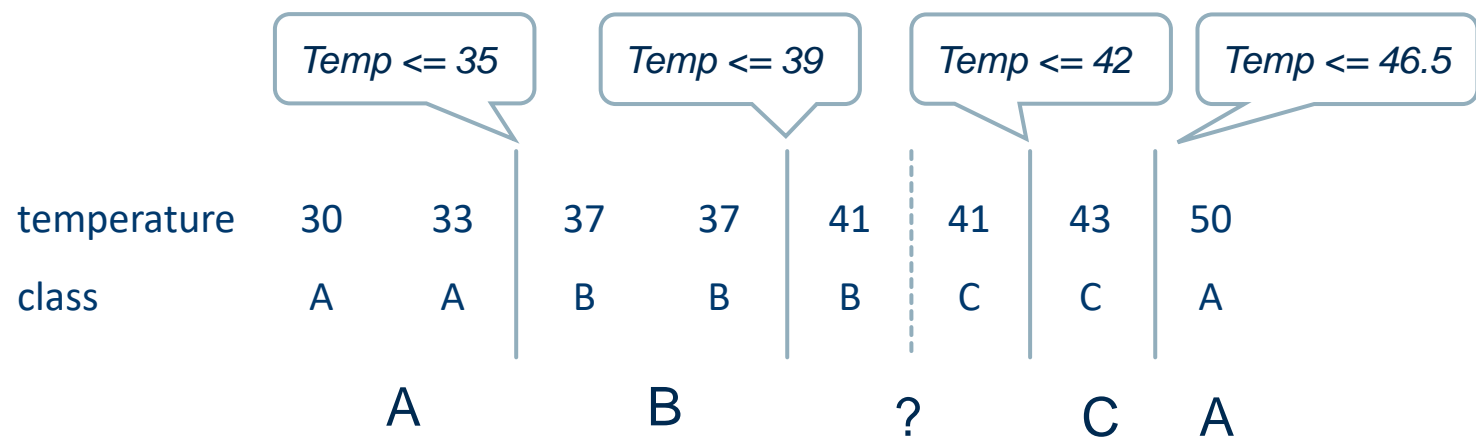 Temp <= 35 Temp <= 39 Temp <= 42 Temp <= 46.5
temperature 30 33 37 37 41 41 43 50
class A A B B B C C A
A B ? C A